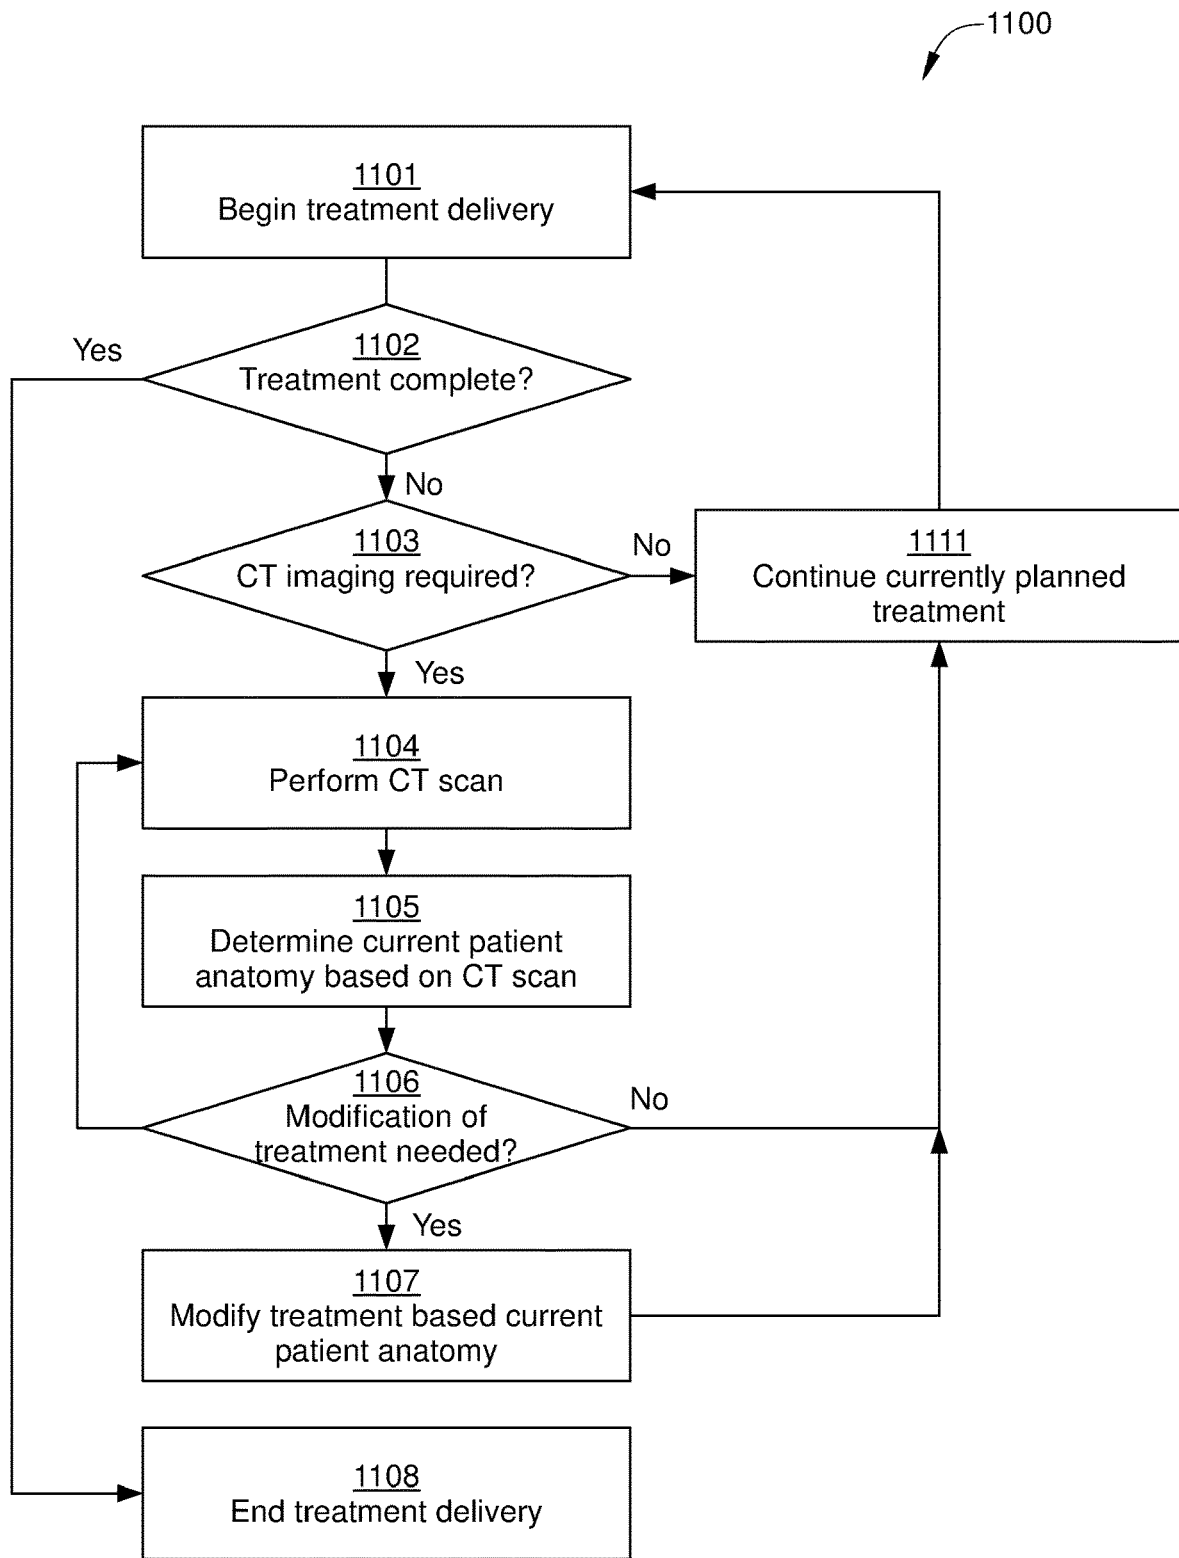 1100
1101
Begin treatment delivery
Yes
1102
Treatment complete?
No
1103
CT imaging required?
No
1111
Continue currently planned
treatment
Yes
1104
Perform CT scan
1105
Determine current patient
anatomy based on CT scan
1106
Modification of
treatment needed?
No
Yes
1107
Modify treatment based current
patient anatomy
1108
End treatment delivery